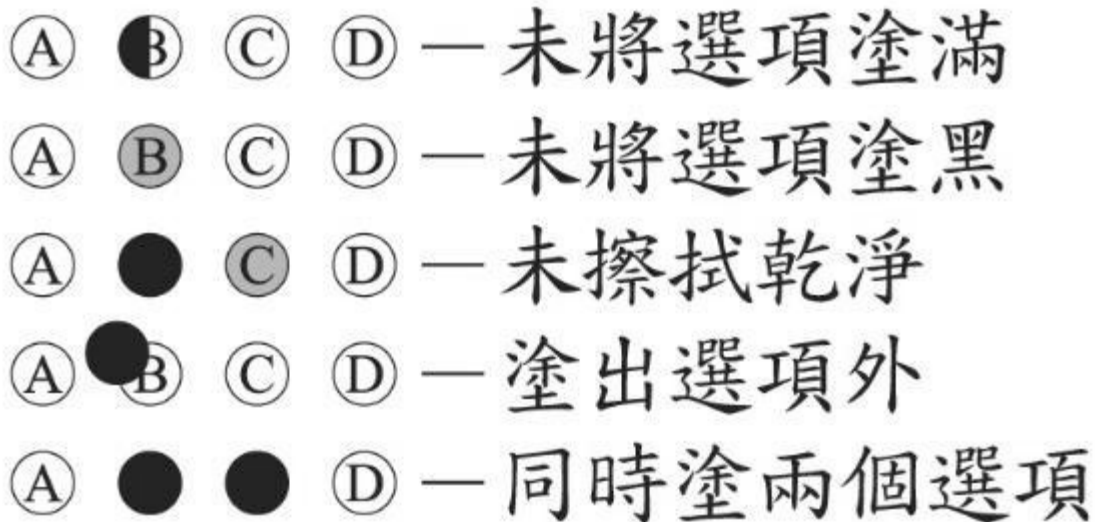 A B C D — 未將選項塗滿
A B C D — 未將選項塗黑
A C D — 未擦拭乾淨
A B C D — 塗出選項外
A D — 同時塗兩個選項